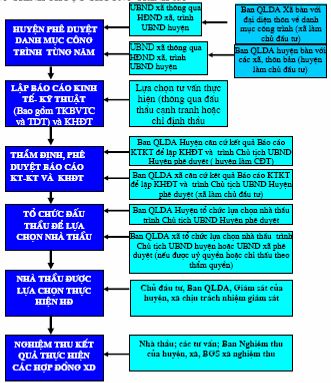 HUYỆN PHÊ DUYỆT
DANH MỤC CÔNG
TRÌNH TỪNG NĂM
UBND xã thông qua
HĐND xã, trình
UBND huyện
Ban QLDA Xã bàn với
đại diện thôn về danh
mục công trình (xã làm
chủ đầu tư)
UBND xã thông qua
HĐND xã, trình
UBND huyện
Ban QLDA huyện bàn với
các xã, thôn bản (huyện
làm chủ đầu tư)
LẬP BÁO CÁO KINH
TẾ- KỸ THUẬT
(Bao gồm TKBVTC
và TDT) và KHĐT
Lựa chọn tư vấn thực
hiện (thông qua đấu
thầu cạnh tranh hoặc
chỉ định thầu
THẨM ĐỊNH, PHÊ
DUYỆT BÁO CÁO
KT-KT VÀ KHĐT
Ban QLDA Huyện căn cứ kết quả Báo cáo
KTKT để lập KHĐT và trình Chủ tịch UBND
Huyện phê duyệt ( huyện làm CĐT)
Ban QLDA xã căn cứ kết quả Báo cáo KTKT
để lập KHĐT và trình Chủ tịch UBND Huyện
phê duyệt (xã làm chủ đầu tư)
TỔ CHỨC ĐẤU
THẦU ĐỂ LỰA
CHỌN NHÀ THẦU
Ban QLDA Huyện tổ chức lựa chọn nhà thầu
trình Chủ tịch UBND Huyện phê duyệt
Ban QLDA xã tổ chức lựa chọn nhà thầu trình
Chủ tịch UBND huyện hoặc UBND xã phê
duyệt (nếu được uỷ quyền hoặc chỉ thầu theo
thẩm quyền)
NHÀ THẦU ĐƯỢC
LỰA CHỌN THỰC
HIỆN HĐ
Chủ đầu tư, Ban QLDA, Giám sát của
huyện, xã chịu trách nhiệm giám sát
NGHIỆM THU KẾT
QUẢ THỰC HIỆN
CÁC HỢP ĐỒNG XD
Nhà thầu; các tư vấn; Ban Nghiệm thu
của huyện, xã, BGS xã nghiệm thu